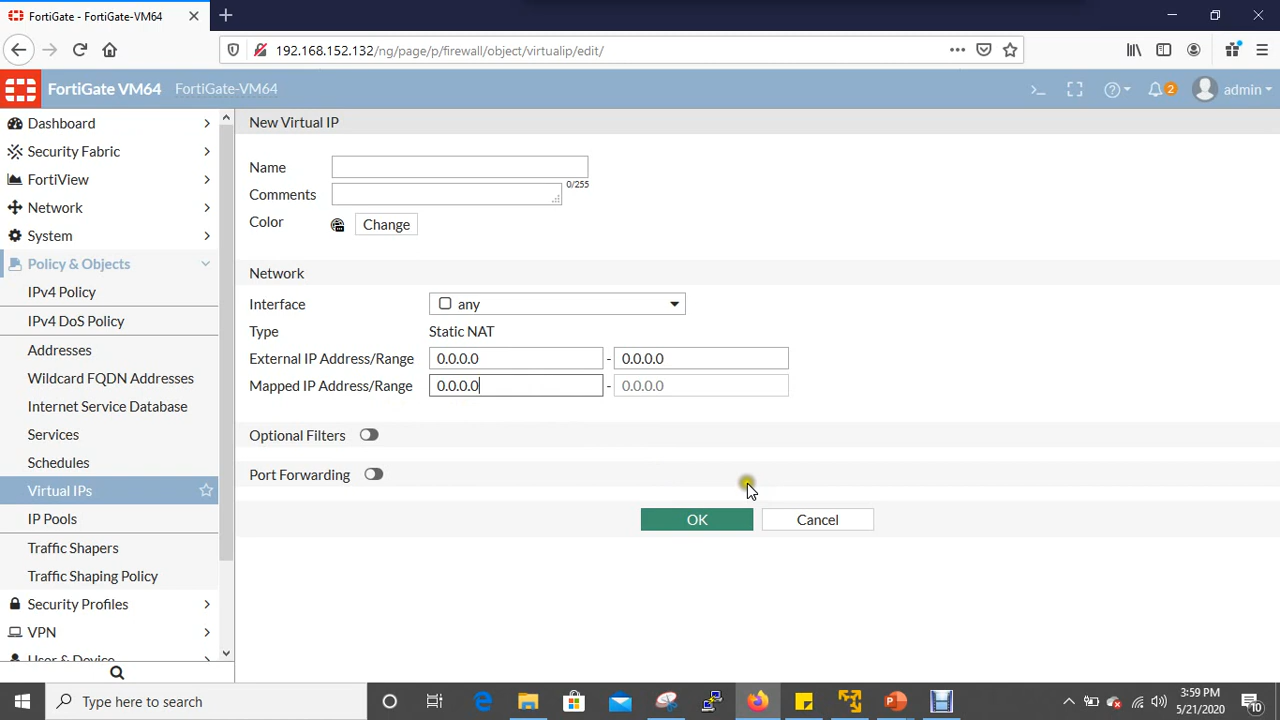 FortiGate - FortiGate-VM64
192.168.152.132/ng/page/p/firewall/object/virtualip/edit/
FortiGate VM64 FortiGate-VM64
2
admin
Dashboard
Security Fabric
FortiView
Network
System
Policy & Objects
IPv4 Policy
IPv4 DoS Policy
Addresses
Wildcard FQDN Addresses
Internet Service Database
Services
Schedules
Virtual IPs
IP Pools
Traffic Shapers
Traffic Shaping Policy
Security Profiles
VPN
User & Device
New Virtual IP
Name
Comments 0/255
Color Change
Network
Interface any
Type Static NAT
External IP Address/Range 0.0.0.0 - 0.0.0.0
Mapped IP Address/Range 0.0.0.0 - 0.0.0.0
Optional Filters
Port Forwarding
OK Cancel
Type here to search
3:59 PM
5/21/2020
10